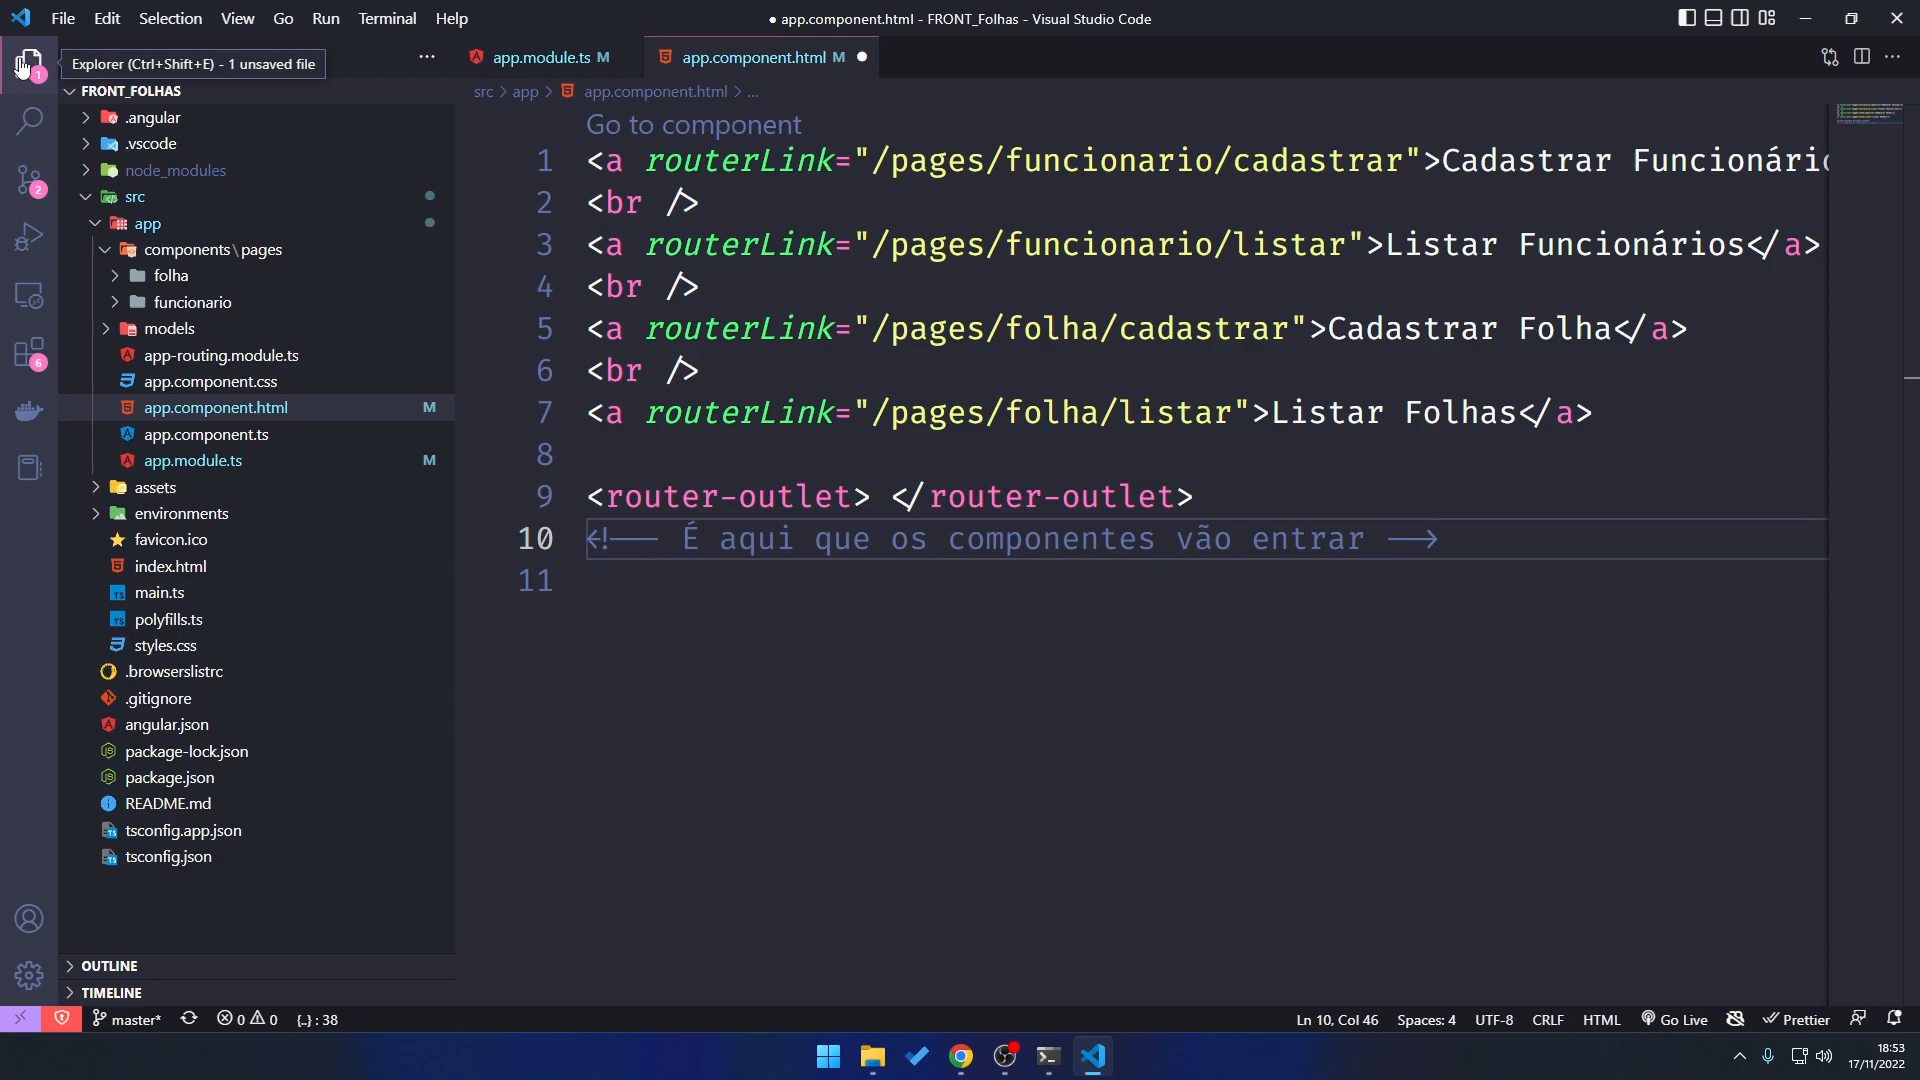 File Edit Selection View Go Run Terminal Help
● app.component.html - FRONT_Folhas - Visual Studio Code
1
Explorer (Ctrl+Shift+E) - 1 unsaved file
app.module.ts M
app.component.html M
FRONT_FOLHAS
src > app > app.component.html > ...
.angular
.vscode
node_modules
src
app
components\pages
folha
funcionario
models
app-routing.module.ts
app.component.css
app.component.html M
app.component.ts
app.module.ts M
assets
environments
favicon.ico
index.html
main.ts
polyfills.ts
styles.css
.browserslistrc
.gitignore
angular.json
package-lock.json
package.json
README.md
tsconfig.app.json
tsconfig.json
OUTLINE
TIMELINE
2
6
Go to component
1 <a routerLink="/pages/funcionario/cadastrar">Cadastrar Funcionário
2 <br />
3 <a routerLink="/pages/funcionario/listar">Listar Funcionários</a>
4 <br />
5 <a routerLink="/pages/folha/cadastrar">Cadastrar Folha</a>
6 <br />
7 <a routerLink="/pages/folha/listar">Listar Folhas</a>
8
9 <router-outlet> </router-outlet>
10 <!-- É aqui que os componentes vão entrar -->
11
master* 0 0 {..} : 38
Ln 10, Col 46 Spaces: 4 UTF-8 CRLF HTML Go Live Prettier
18:53
17/11/2022